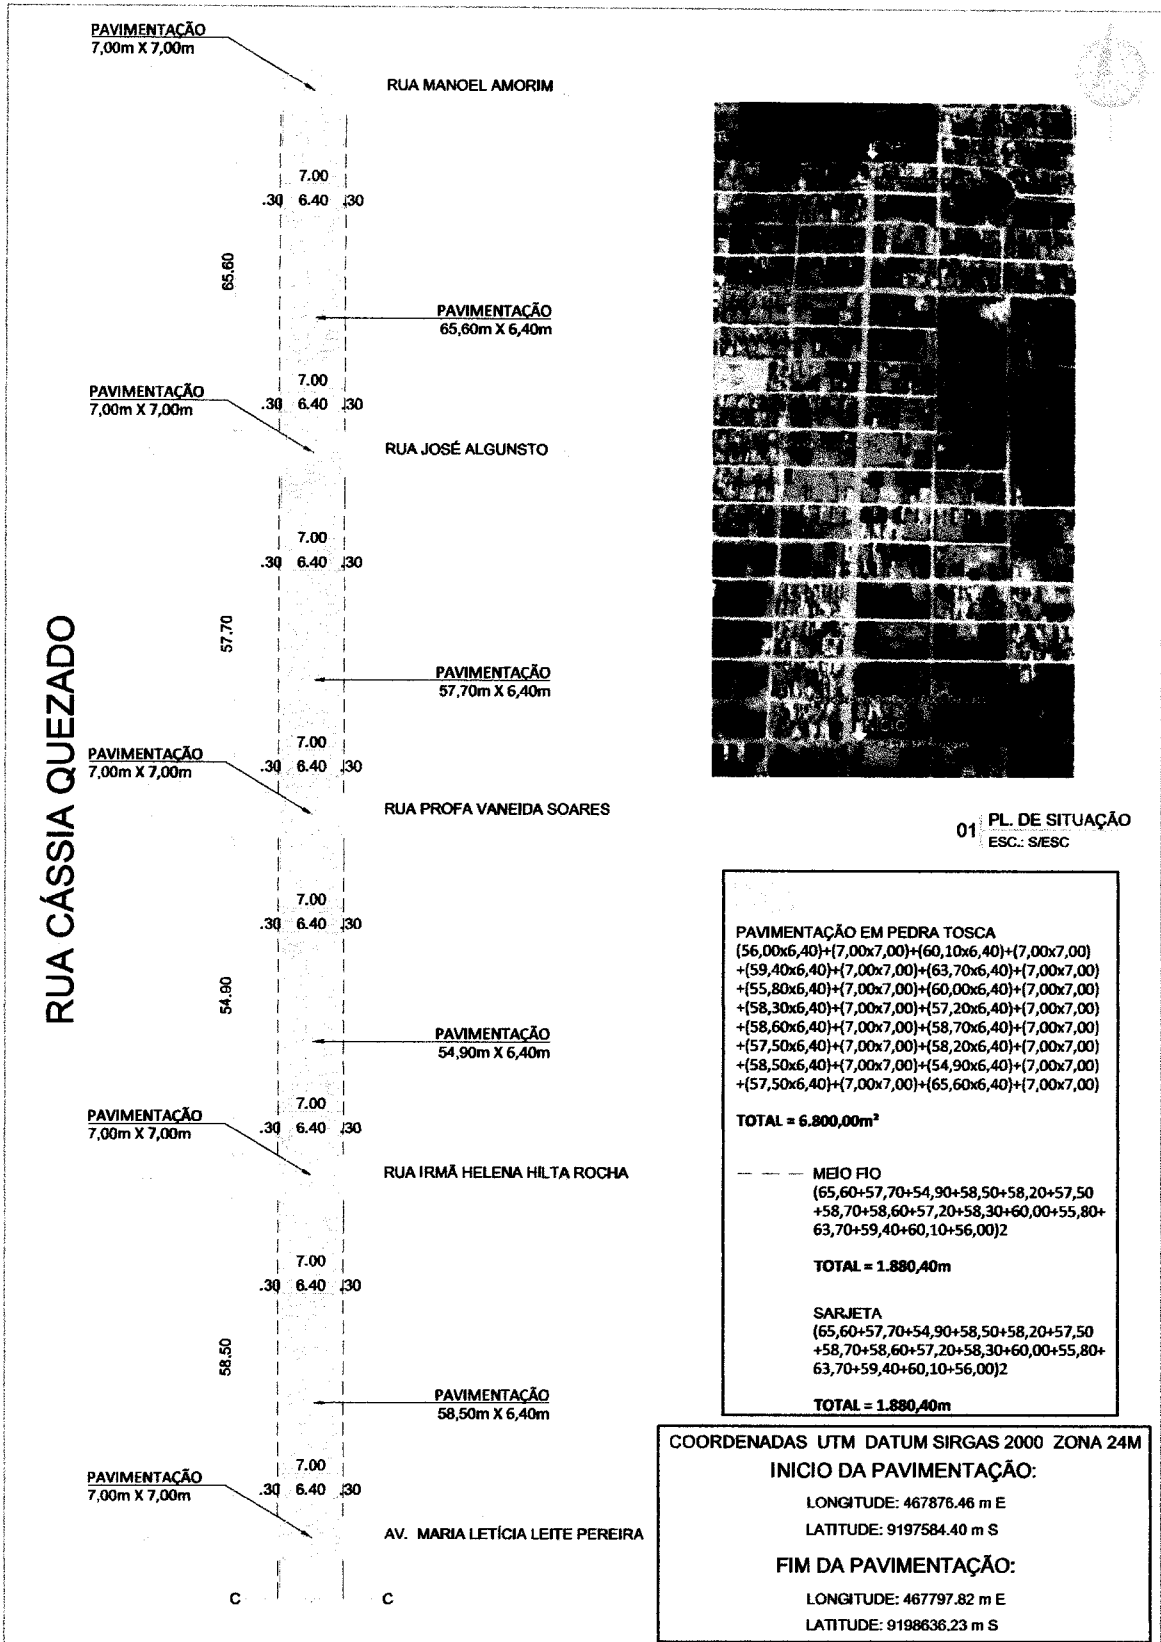 PAVIMENTAÇÃO
7,00m X 7,00m
RUA MANOEL AMORIM
7.00
.30 6.40 .30
65.60
PAVIMENTAÇÃO
65,60m X 6,40m
7.00
.30 6.40 .30
PAVIMENTAÇÃO
7,00m X 7,00m
RUA JOSÉ ALGUNSTO
7.00
.30 6.40 .30
57.70
PAVIMENTAÇÃO
57,70m X 6,40m
7.00
.30 6.40 .30
PAVIMENTAÇÃO
7,00m X 7,00m
RUA PROFA VANEIDA SOARES
RUA CÁSSIA QUEZADO
7.00
.30 6.40 .30
54.90
PAVIMENTAÇÃO
54,90m X 6,40m
7.00
.30 6.40 .30
PAVIMENTAÇÃO
7,00m X 7,00m
RUA IRMÃ HELENA HILTA ROCHA
7.00
.30 6.40 .30
58.50
PAVIMENTAÇÃO
58,50m X 6,40m
7.00
.30 6.40 .30
PAVIMENTAÇÃO
7,00m X 7,00m
AV. MARIA LETÍCIA LEITE PEREIRA
C C
01 PL. DE SITUAÇÃO
ESC.: S/ESC
PAVIMENTAÇÃO EM PEDRA TOSCA
(56,00x6,40)+(7,00x7,00)+(60,10x6,40)+(7,00x7,00)
+(59,40x6,40)+(7,00x7,00)+(63,70x6,40)+(7,00x7,00)
+(55,80x6,40)+(7,00x7,00)+(60,00x6,40)+(7,00x7,00)
+(58,30x6,40)+(7,00x7,00)+(57,20x6,40)+(7,00x7,00)
+(58,60x6,40)+(7,00x7,00)+(58,70x6,40)+(7,00x7,00)
+(57,50x6,40)+(7,00x7,00)+(58,20x6,40)+(7,00x7,00)
+(58,50x6,40)+(7,00x7,00)+(54,90x6,40)+(7,00x7,00)
+(57,50x6,40)+(7,00x7,00)+(65,60x6,40)+(7,00x7,00)
TOTAL = 6.800,00m²
MEIO FIO
(65,60+57,70+54,90+58,50+58,20+57,50
+58,70+58,60+57,20+58,30+60,00+55,80+
63,70+59,40+60,10+56,00)2
TOTAL = 1.880,40m
SARJETA
(65,60+57,70+54,90+58,50+58,20+57,50
+58,70+58,60+57,20+58,30+60,00+55,80+
63,70+59,40+60,10+56,00)2
TOTAL = 1.880,40m
COORDENADAS UTM DATUM SIRGAS 2000 ZONA 24M
INICIO DA PAVIMENTAÇÃO:
LONGITUDE: 467876.46 m E
LATITUDE: 9197584.40 m S
FIM DA PAVIMENTAÇÃO:
LONGITUDE: 467797.82 m E
LATITUDE: 9198636.23 m S